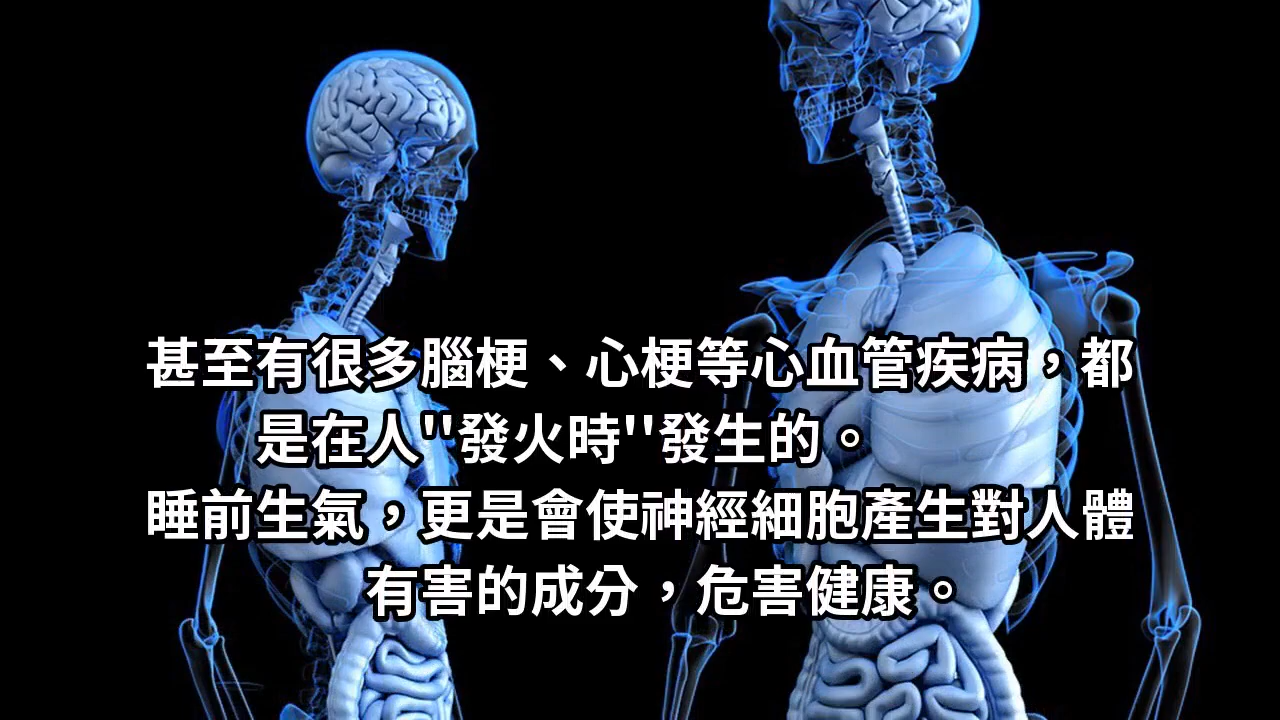 甚至有很多腦梗、心梗等心血管疾病，都
是在人''發火時''發生的。
睡前生氣，更是會使神經細胞產生對人體
有害的成分，危害健康。